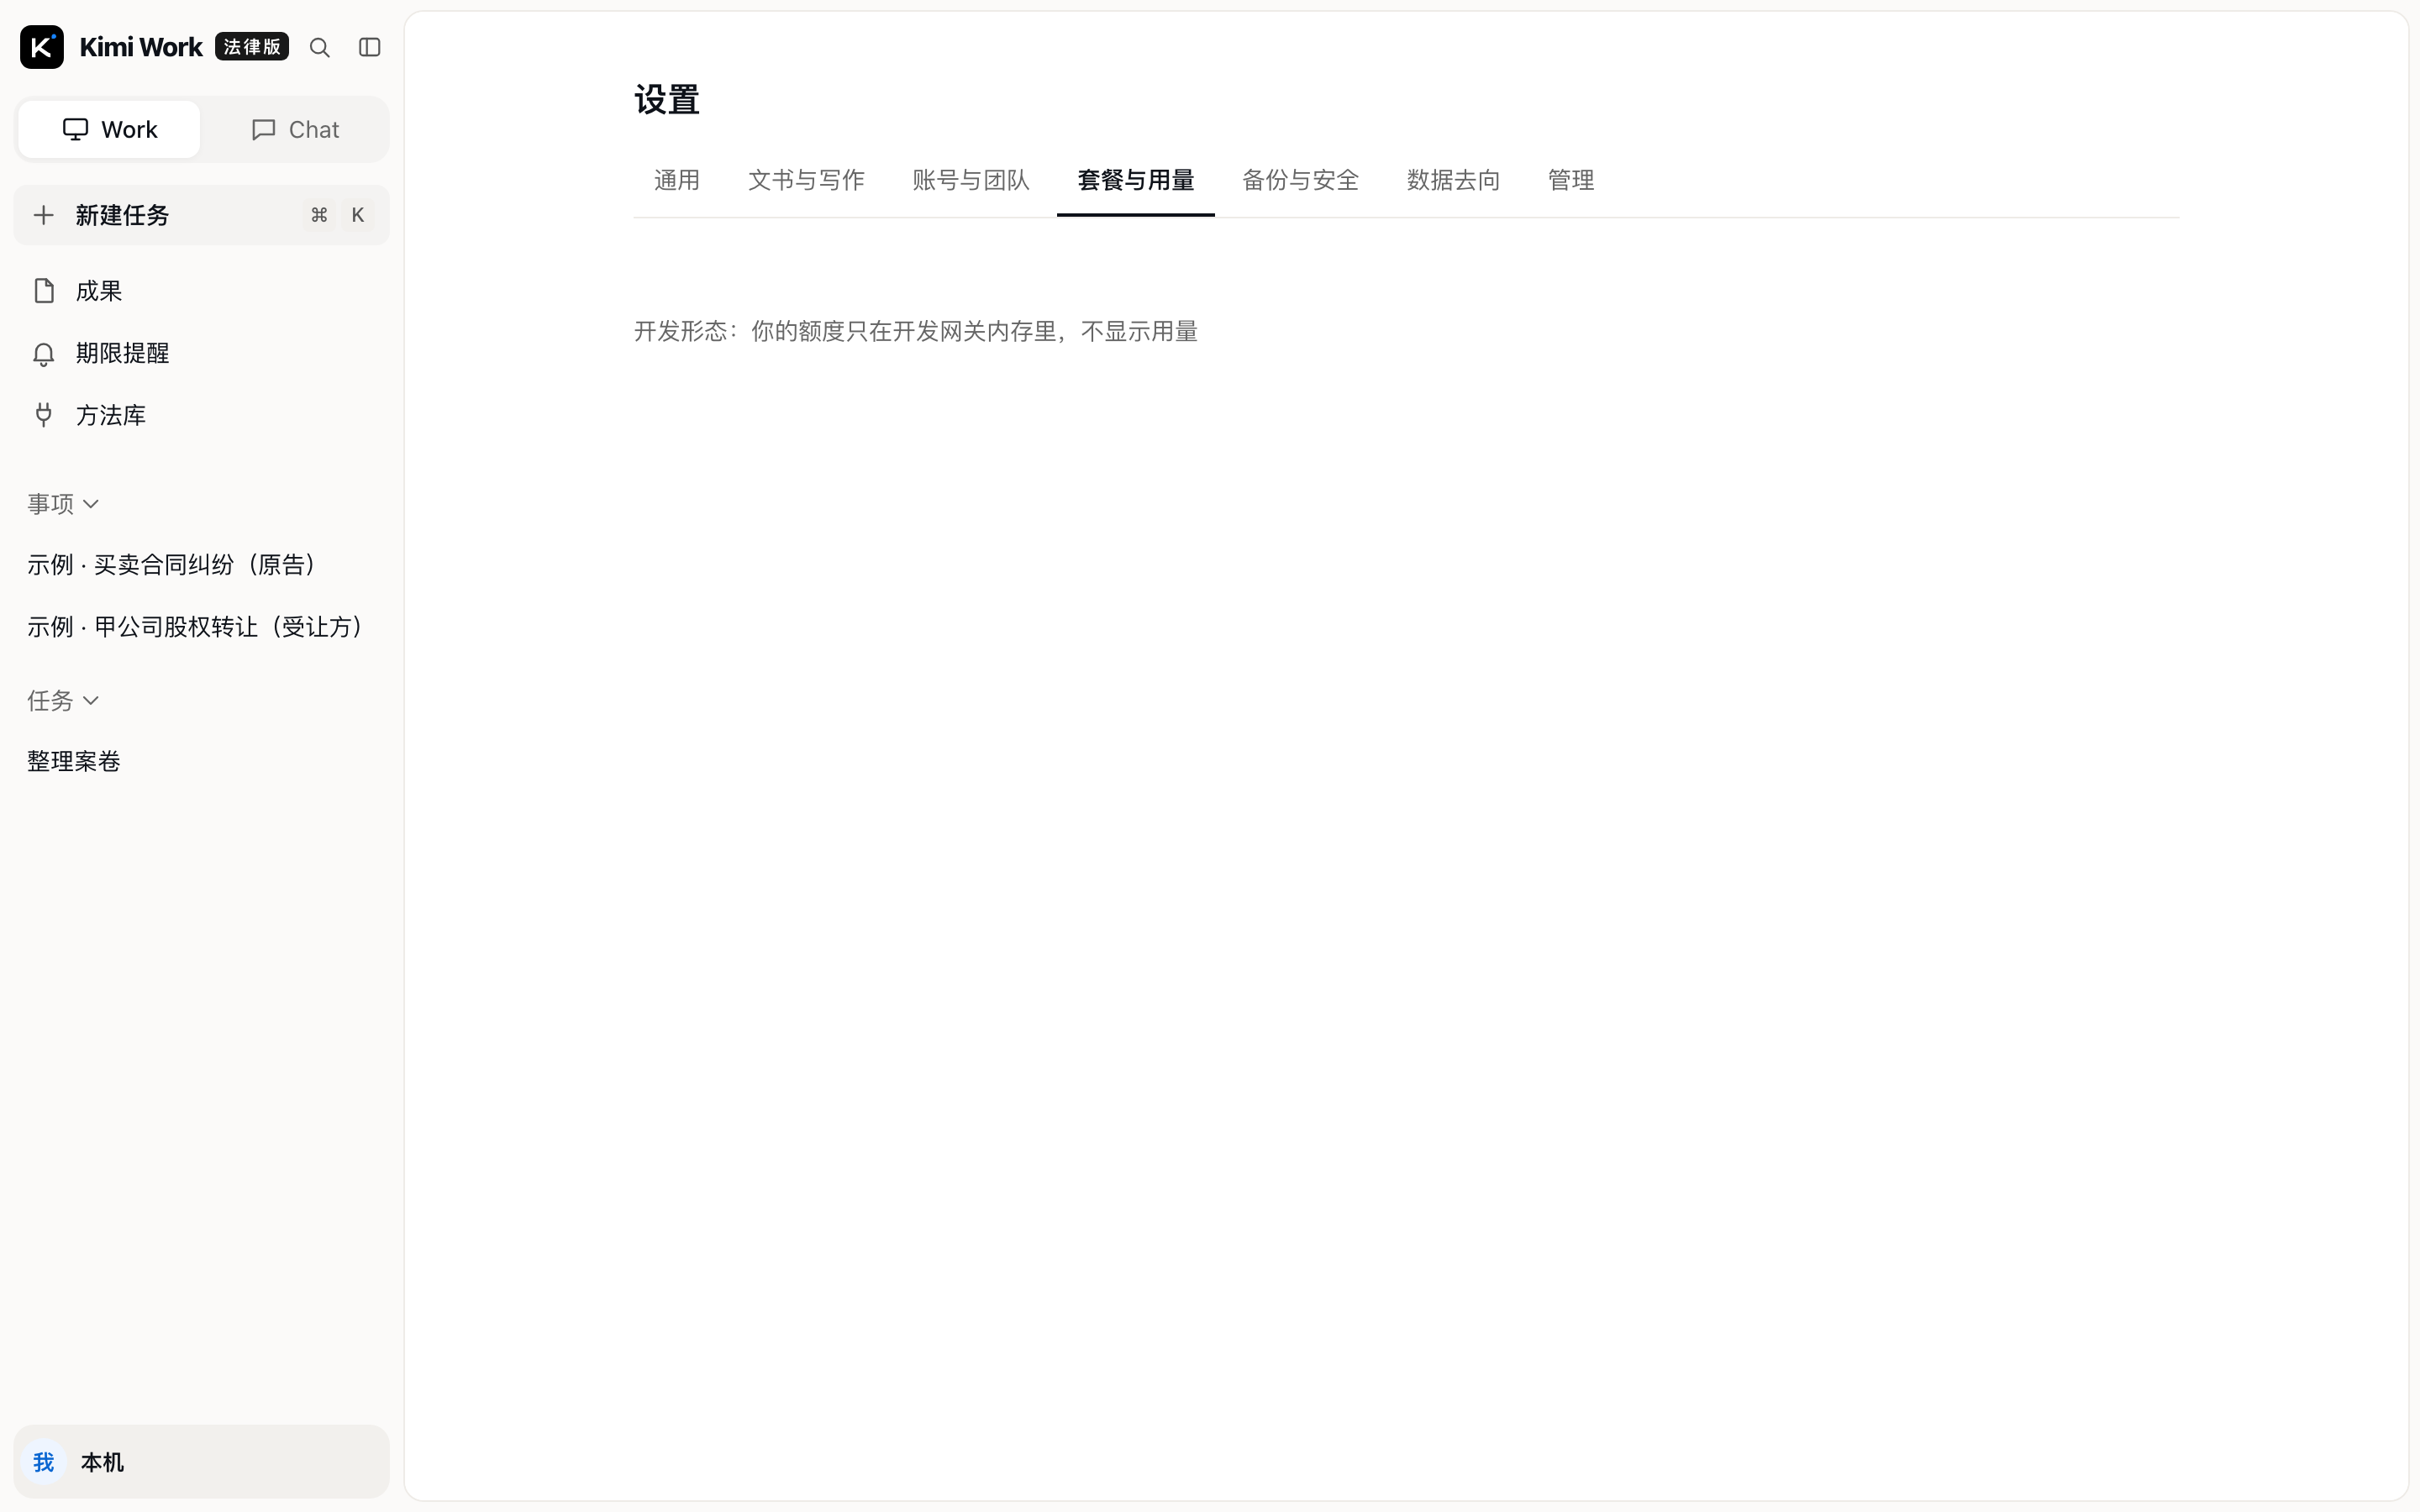 Kimi Work 法律版
Work Chat
新建任务 ⌘ K
成果
期限提醒
方法库
事项
示例 · 买卖合同纠纷（原告）
示例 · 甲公司股权转让（受让方）
任务
整理案卷
我 本机
设置
通用 文书与写作 账号与团队 套餐与用量 备份与安全 数据去向 管理
开发形态：你的额度只在开发网关内存里，不显示用量